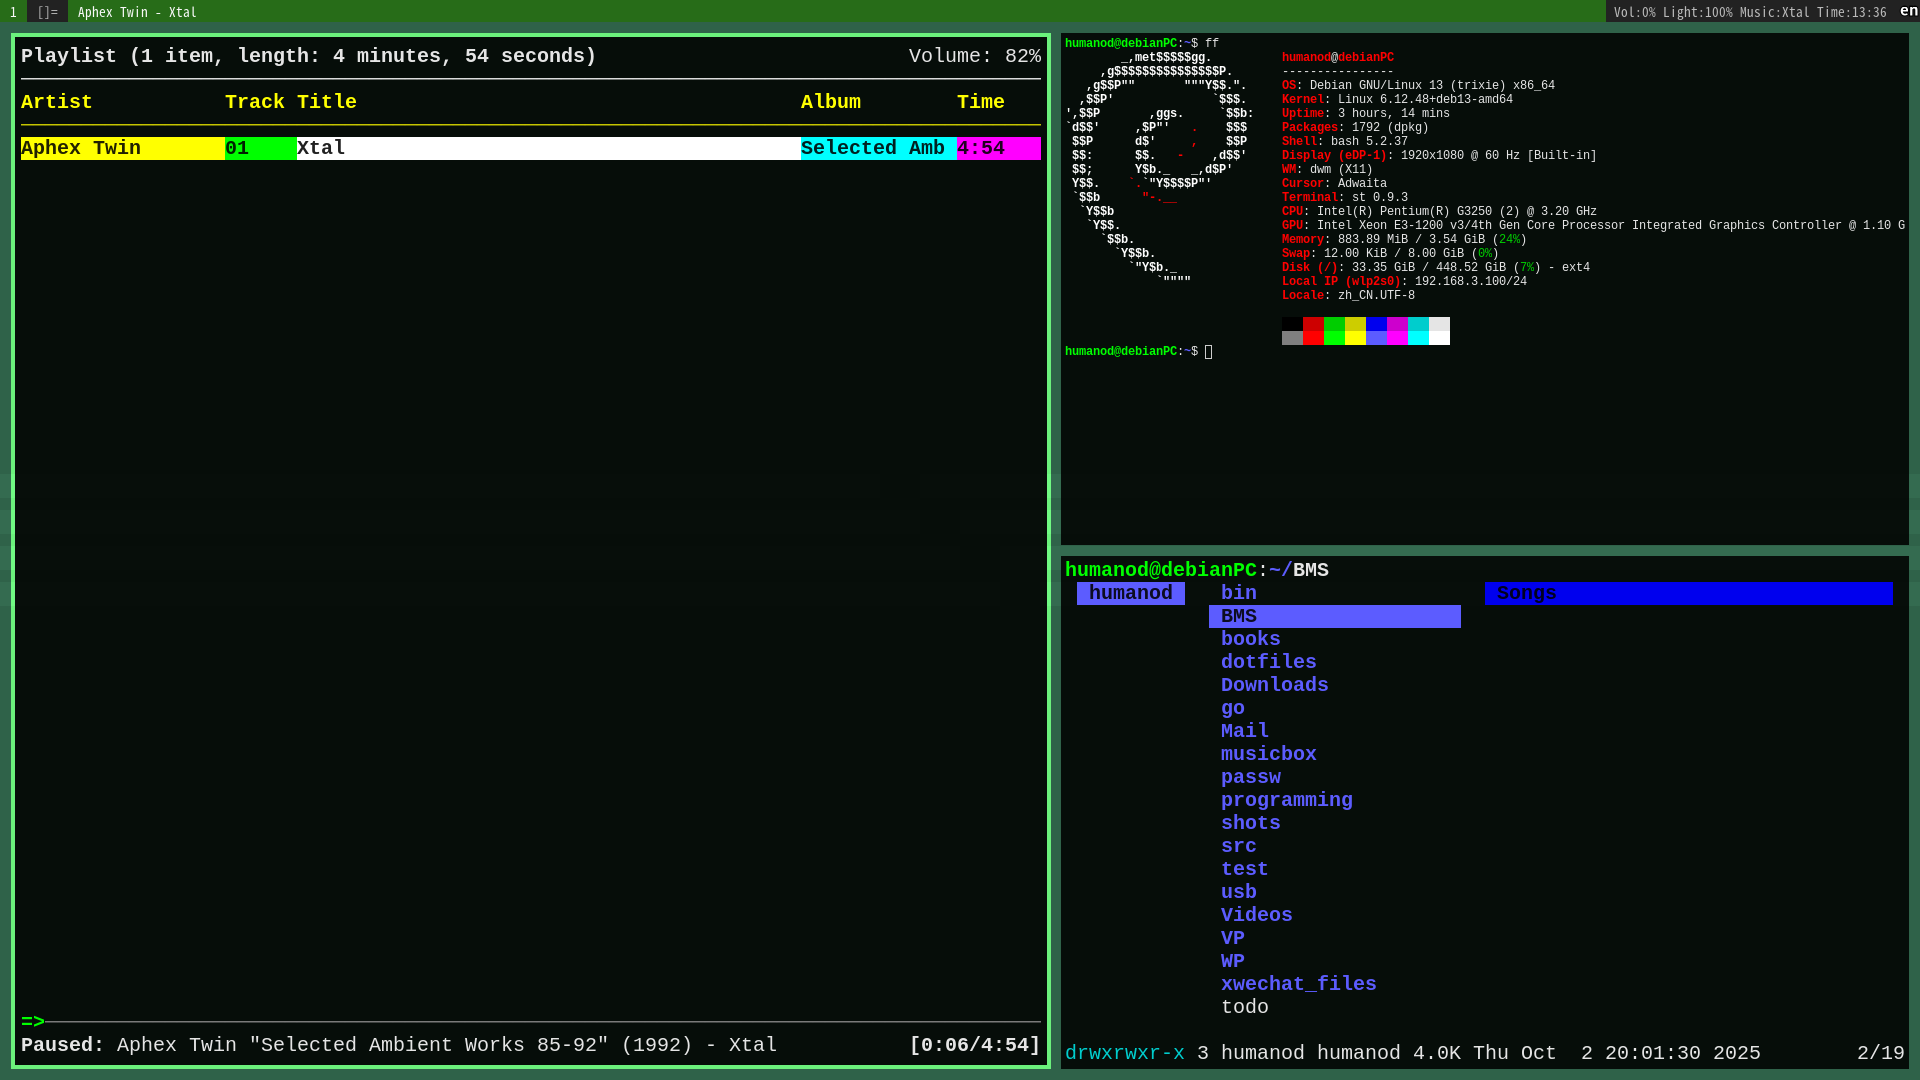 1 []= Aphex Twin - Xtal
Vol:0% Light:100% Music:Xtal Time:13:36 en
Playlist (1 item, length: 4 minutes, 54 seconds) Volume: 82%
Artist Track Title Album Time
Aphex Twin 01 Xtal Selected Amb 4:54
=>
Paused: Aphex Twin "Selected Ambient Works 85-92" (1992) - Xtal [0:06/4:54]
humanod@debianPC:~$ ff
        _,met$$$$$gg.          humanod@debianPC
     ,g$$$$$$$$$$$$$$$P.       ----------------
   ,g$$P""       """Y$$.".     OS: Debian GNU/Linux 13 (trixie) x86_64
  ,$$P'              `$$$.     Kernel: Linux 6.12.48+deb13-amd64
',$$P       ,ggs.     `$$b:    Uptime: 3 hours, 14 mins
`d$$'     ,$P"'   .    $$$     Packages: 1792 (dpkg)
 $$P      d$'     ,    $$P     Shell: bash 5.2.37
 $$:      $$.   -    ,d$$'     Display (eDP-1): 1920x1080 @ 60 Hz [Built-in]
 $$;      Y$b._   _,d$P'       WM: dwm (X11)
 Y$$.    `.`"Y$$$$P"'          Cursor: Adwaita
 `$$b      "-.__               Terminal: st 0.9.3
  `Y$$b                        CPU: Intel(R) Pentium(R) G3250 (2) @ 3.20 GHz
   `Y$$.                       GPU: Intel Xeon E3-1200 v3/4th Gen Core Processor Integrated Graphics Controller @ 1.10 G
     `$$b.                     Memory: 883.89 MiB / 3.54 GiB (24%)
       `Y$$b.                  Swap: 12.00 KiB / 8.00 GiB (0%)
         `"Y$b._               Disk (/): 33.35 GiB / 448.52 GiB (7%) - ext4
             `""""             Local IP (wlp2s0): 192.168.3.100/24
                               Locale: zh_CN.UTF-8
humanod@debianPC:~$
humanod@debianPC:~/BMS
humanod bin Songs
BMS
books
dotfiles
Downloads
go
Mail
musicbox
passw
programming
shots
src
test
usb
Videos
VP
WP
xwechat_files
todo
drwxrwxr-x 3 humanod humanod 4.0K Thu Oct  2 20:01:30 2025 2/19